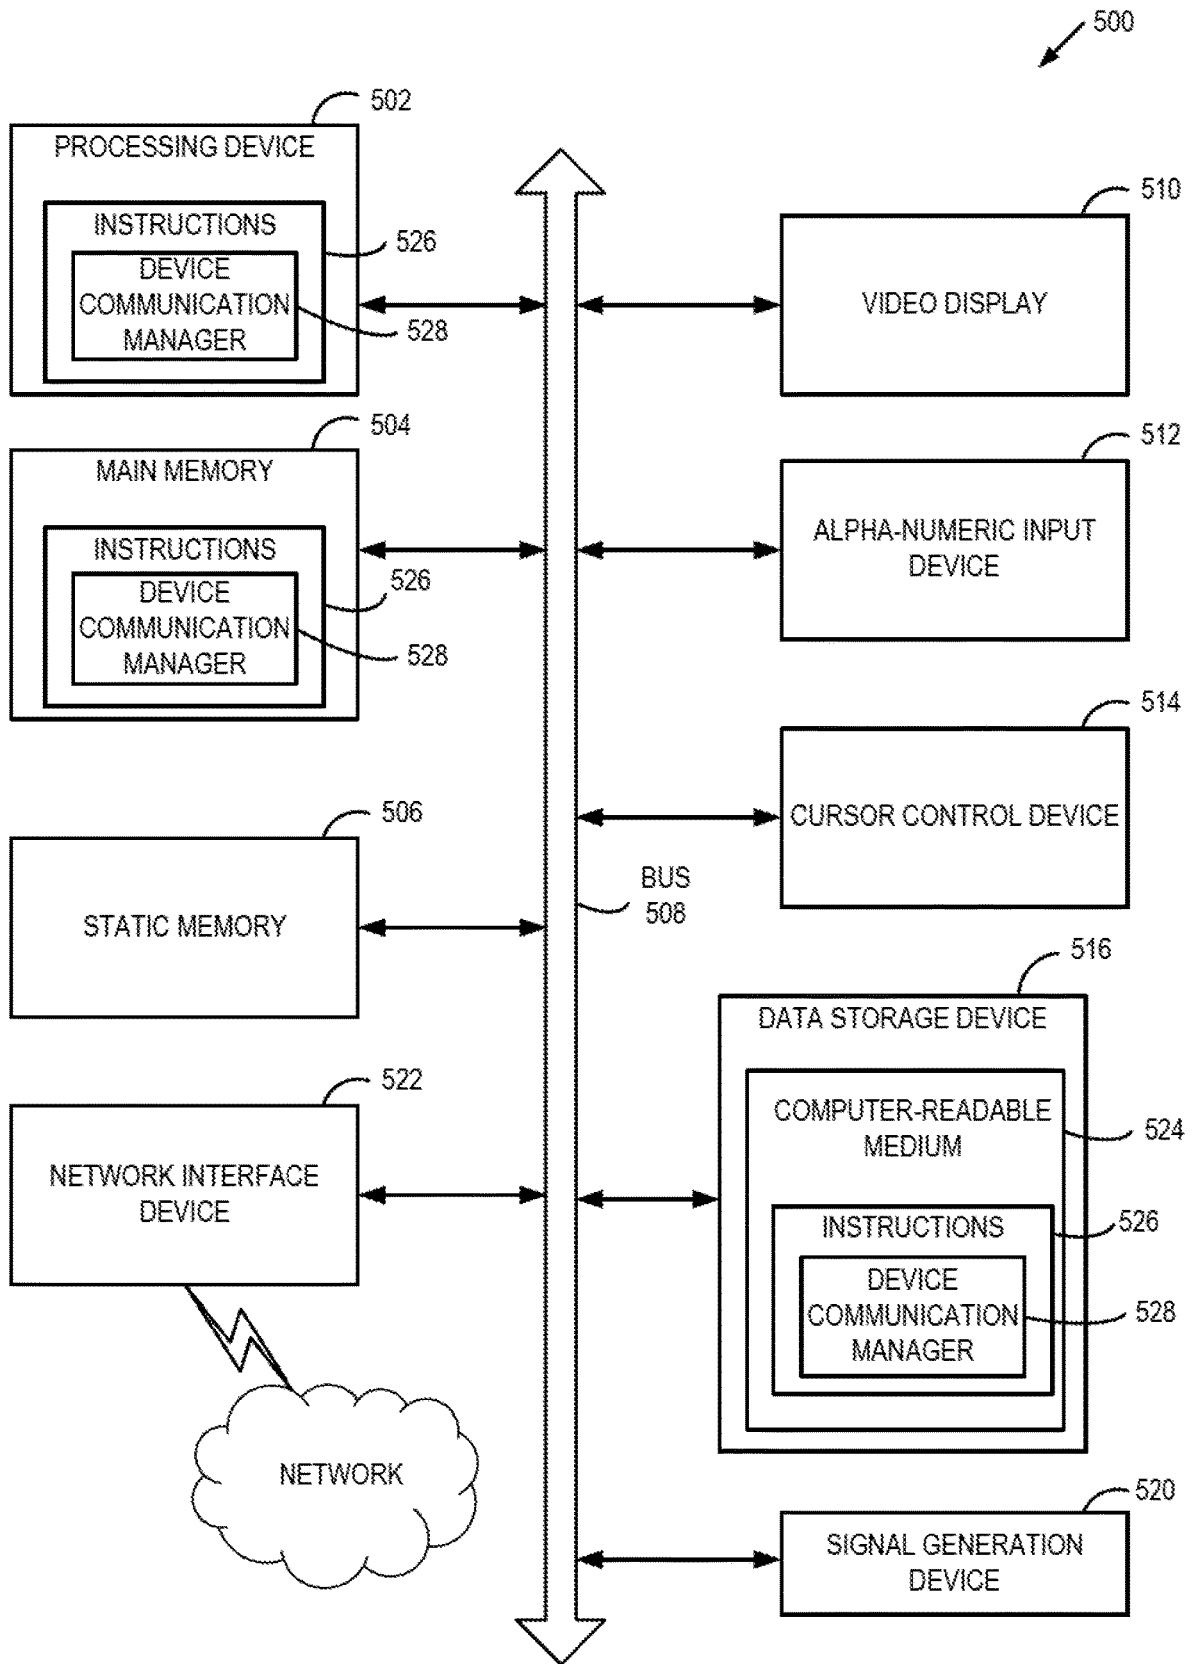 500
502
PROCESSING DEVICE
INSTRUCTIONS
526
DEVICE
COMMUNICATION
MANAGER
528
504
MAIN MEMORY
INSTRUCTIONS
526
DEVICE
COMMUNICATION
MANAGER
528
506
STATIC MEMORY
522
NETWORK INTERFACE
DEVICE
NETWORK
BUS
508
510
VIDEO DISPLAY
512
ALPHA-NUMERIC INPUT
DEVICE
514
CURSOR CONTROL DEVICE
516
DATA STORAGE DEVICE
COMPUTER-READABLE
MEDIUM
524
INSTRUCTIONS
526
DEVICE
COMMUNICATION
MANAGER
528
520
SIGNAL GENERATION
DEVICE